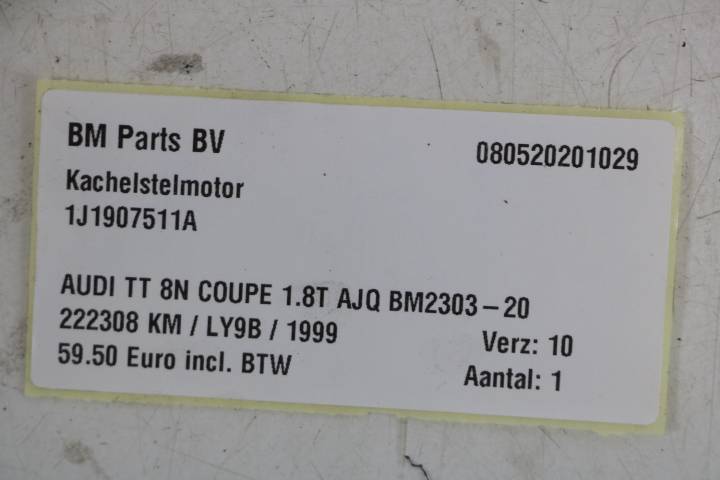 BM Parts BV
080520201029
Kachelstelmotor
1J1907511A
AUDI TT 8N COUPE 1.8T AJQ BM2303-20
222308 KM / LY9B / 1999
Verz: 10
59.50 Euro incl. BTW
Aantal: 1